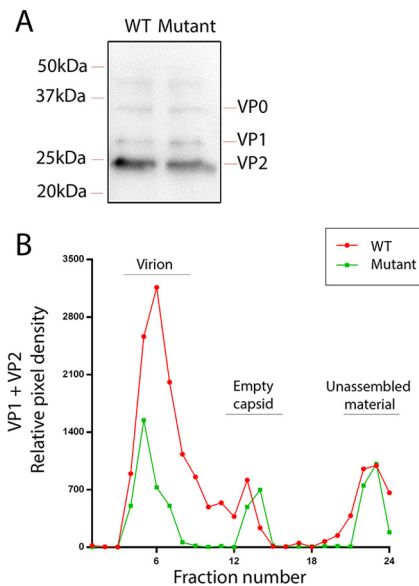 A
WT Mutant
50kDa
37kDa
VP0
VP1
25kDa
VP2
20kDa
B
WT
Mutant
Virion
Empty
capsid
Unassembled
material
VP1 + VP2
Relative pixel density
3500
2800
2100
1400
700
0
6
12
18
24
Fraction number